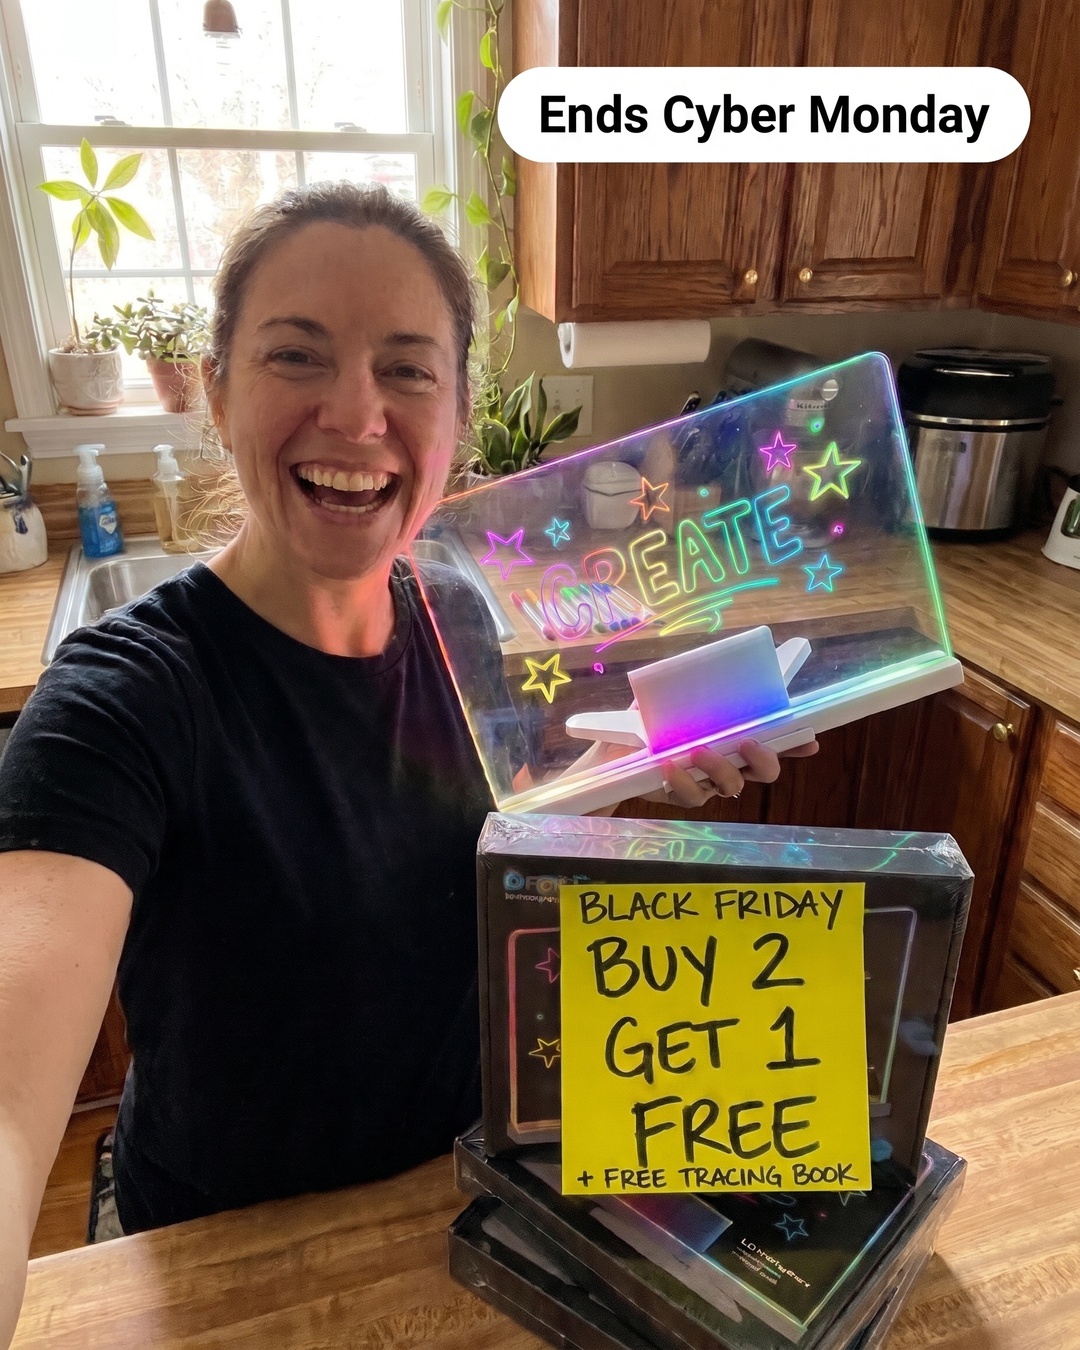 Ends Cyber Monday
CREATE
BLACK FRIDAY
BUY 2
GET 1
FREE
+ FREE TRACING BOOK